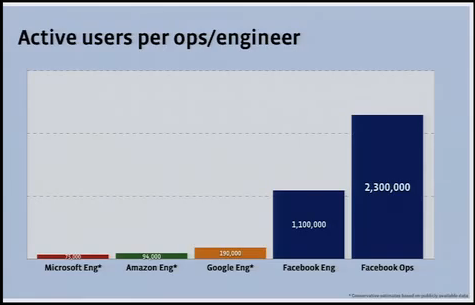 Active users per ops/engineer
2,300,000
1,100,000
190,000
94,000
75,000
Microsoft Eng*
Amazon Eng*
Google Eng*
Facebook Eng
Facebook Ops
*Conservative estimates based on publicly available data